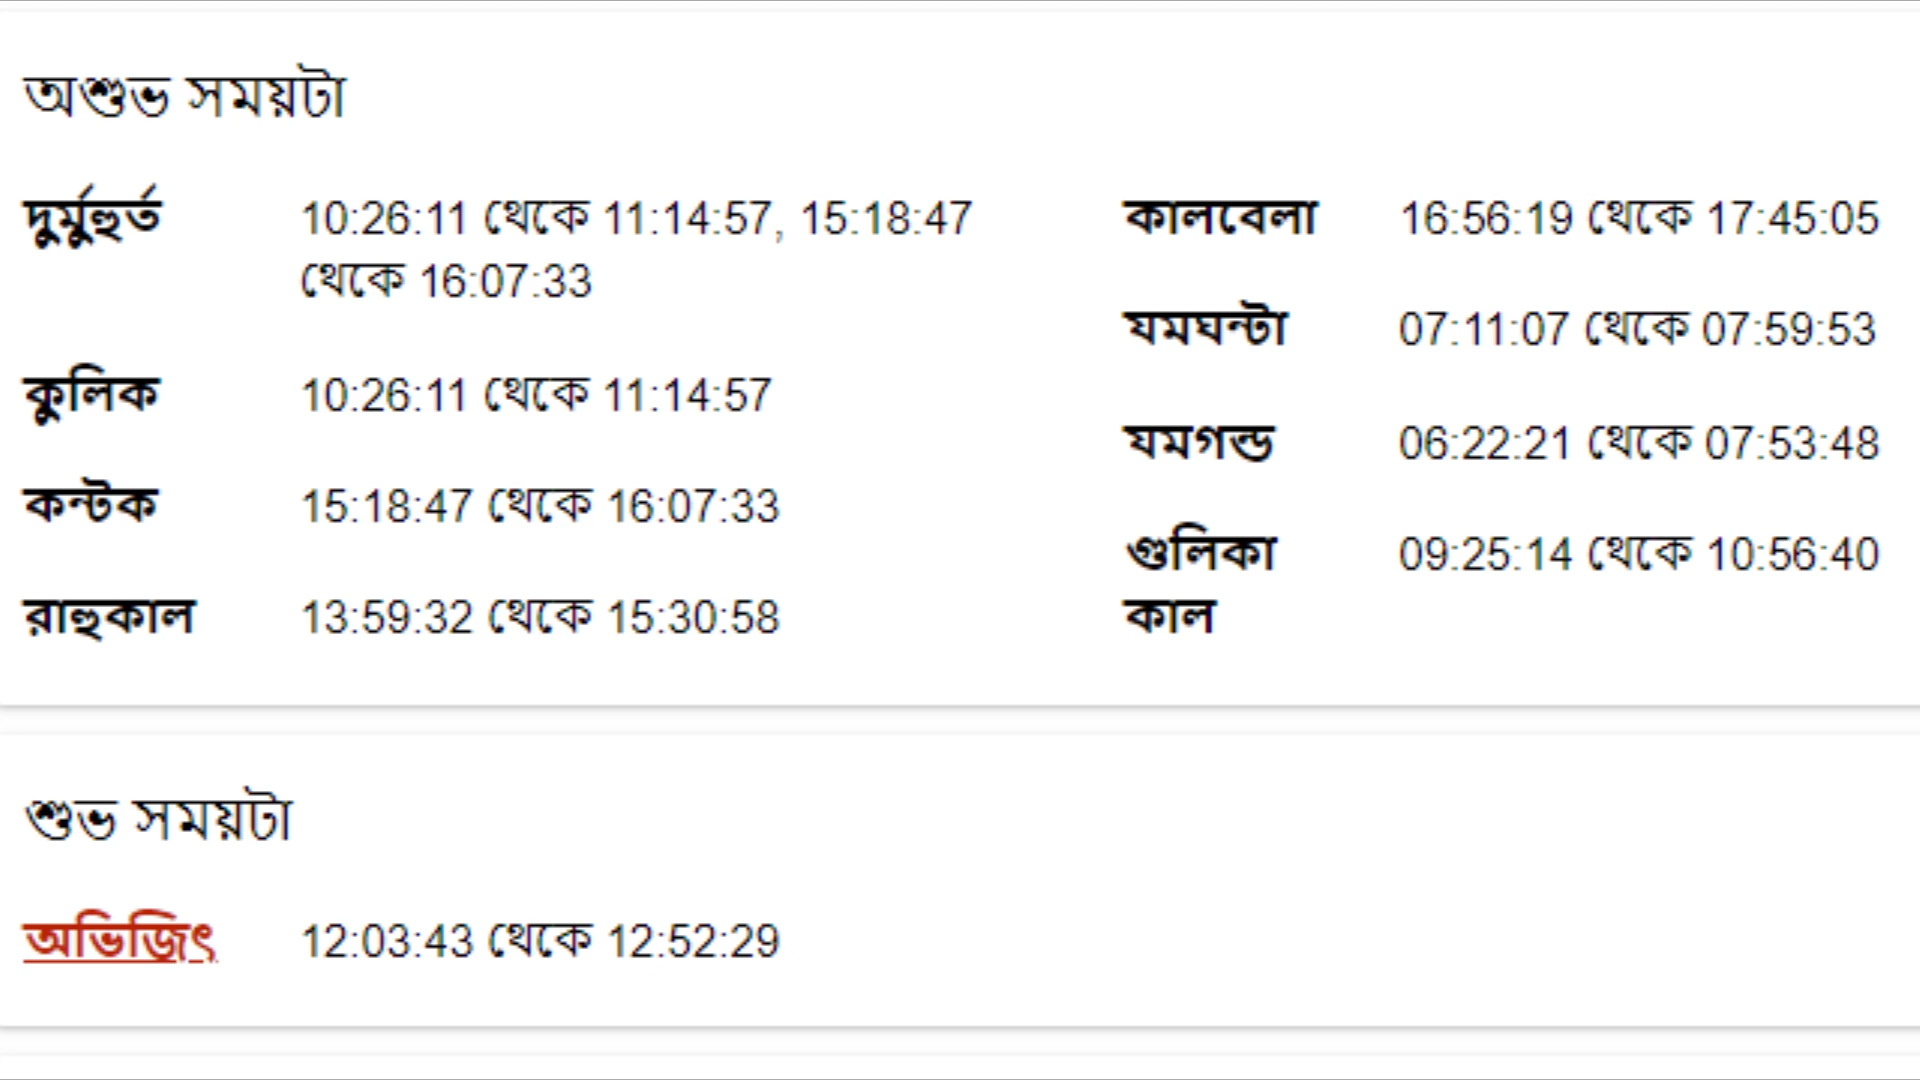 অশুভ সময়টা
দুর্মুহুর্ত 10:26:11 থেকে 11:14:57, 15:18:47
থেকে 16:07:33
কুলিক 10:26:11 থেকে 11:14:57
কন্টক 15:18:47 থেকে 16:07:33
রাহুকাল 13:59:32 থেকে 15:30:58
কালবেলা 16:56:19 থেকে 17:45:05
যমঘন্টা 07:11:07 থেকে 07:59:53
যমগন্ড 06:22:21 থেকে 07:53:48
গুলিকা 09:25:14 থেকে 10:56:40
কাল
শুভ সময়টা
অভিজিৎ 12:03:43 থেকে 12:52:29